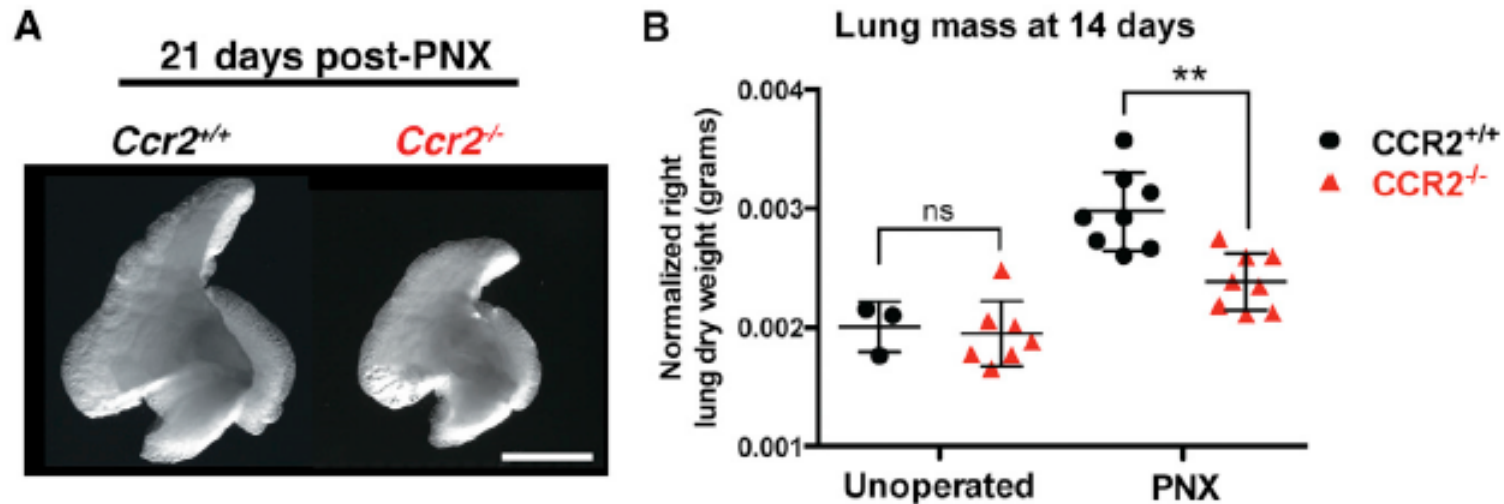 A
21 days post-PNX
Ccr2+/+
Ccr2-/-
B
Lung mass at 14 days
Normalized right
lung dry weight (grams)
0.004
0.003
0.002
0.001
ns
**
Unoperated
PNX
CCR2+/+
CCR2-/-